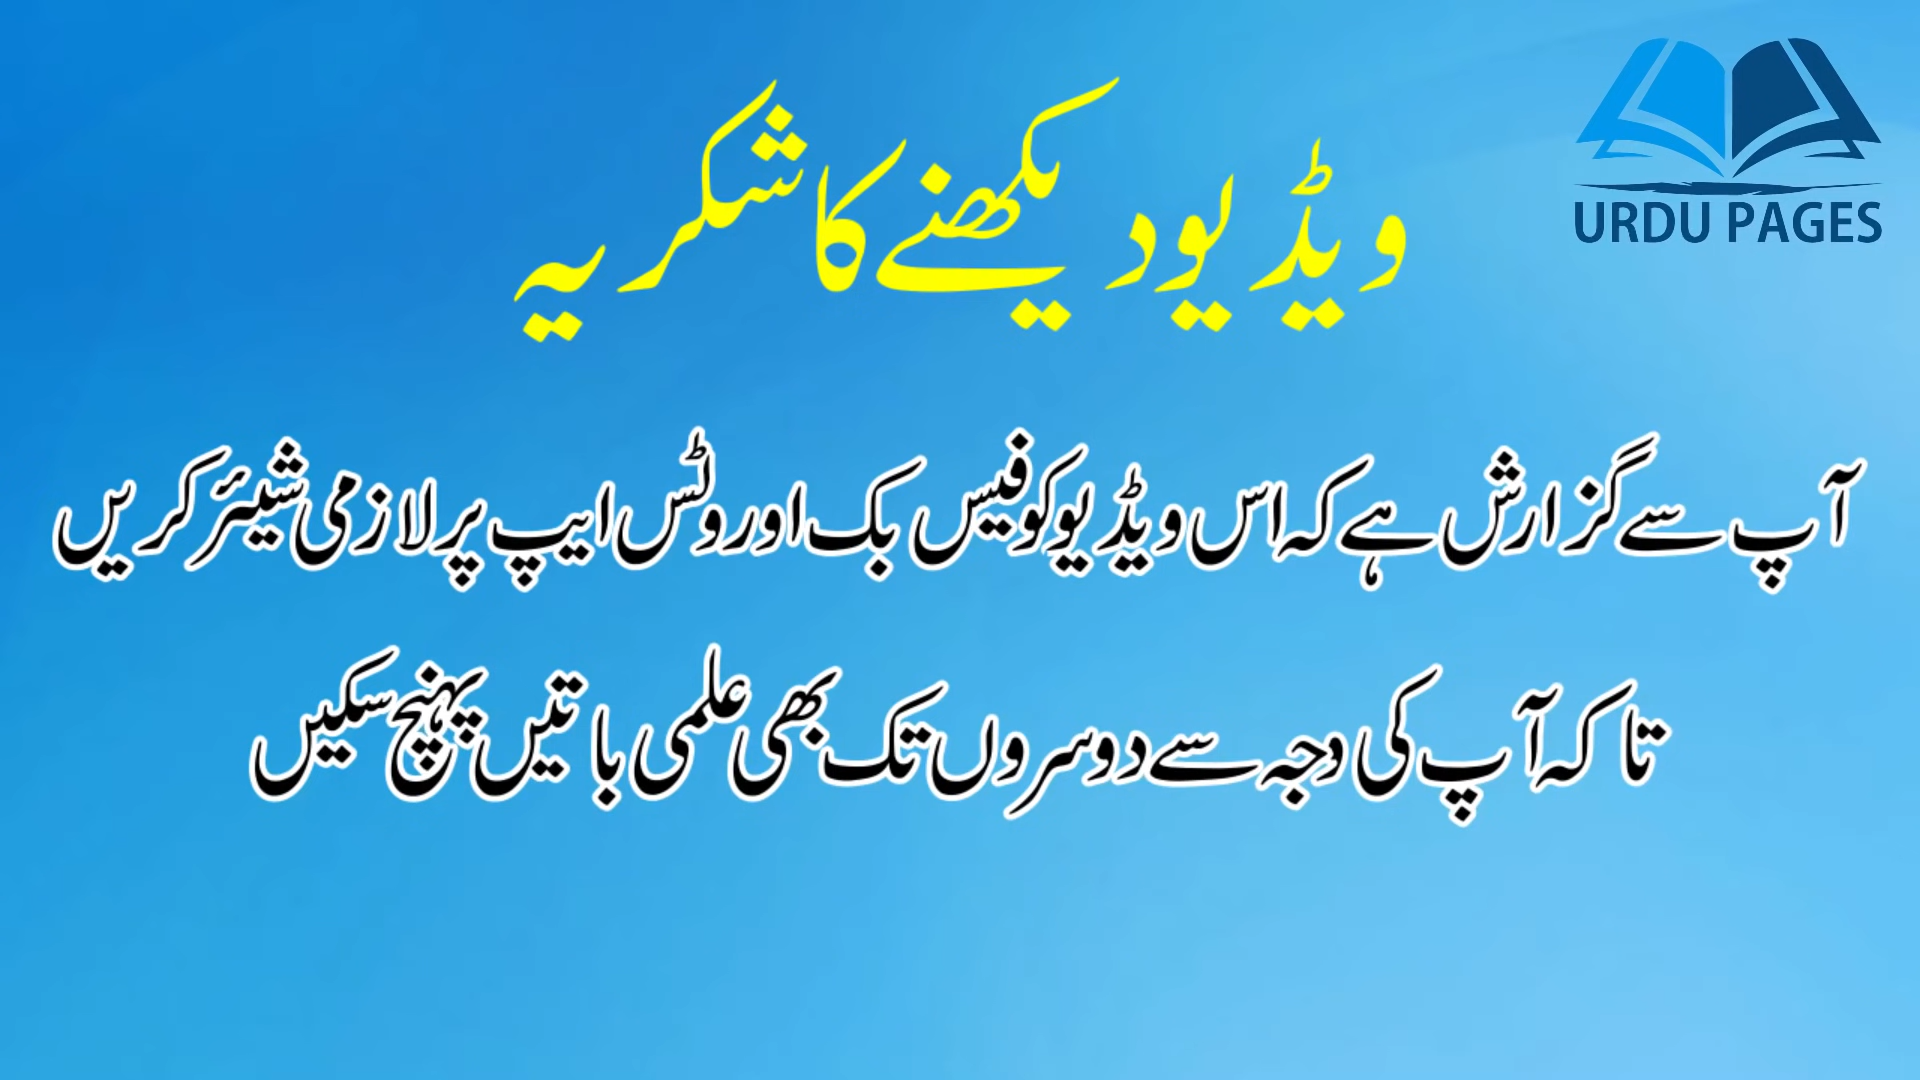 URDU PAGES
ویڈیو دیکھنے کا شکریہ
آپ سے گزارش ہے کہ اس ویڈیو کو فیس بک اور وٹس ایپ پر لازمی شیئر کریں
تاکہ آپ کی وجہ سے دوسروں تک بھی علمی باتیں پہنچ سکیں